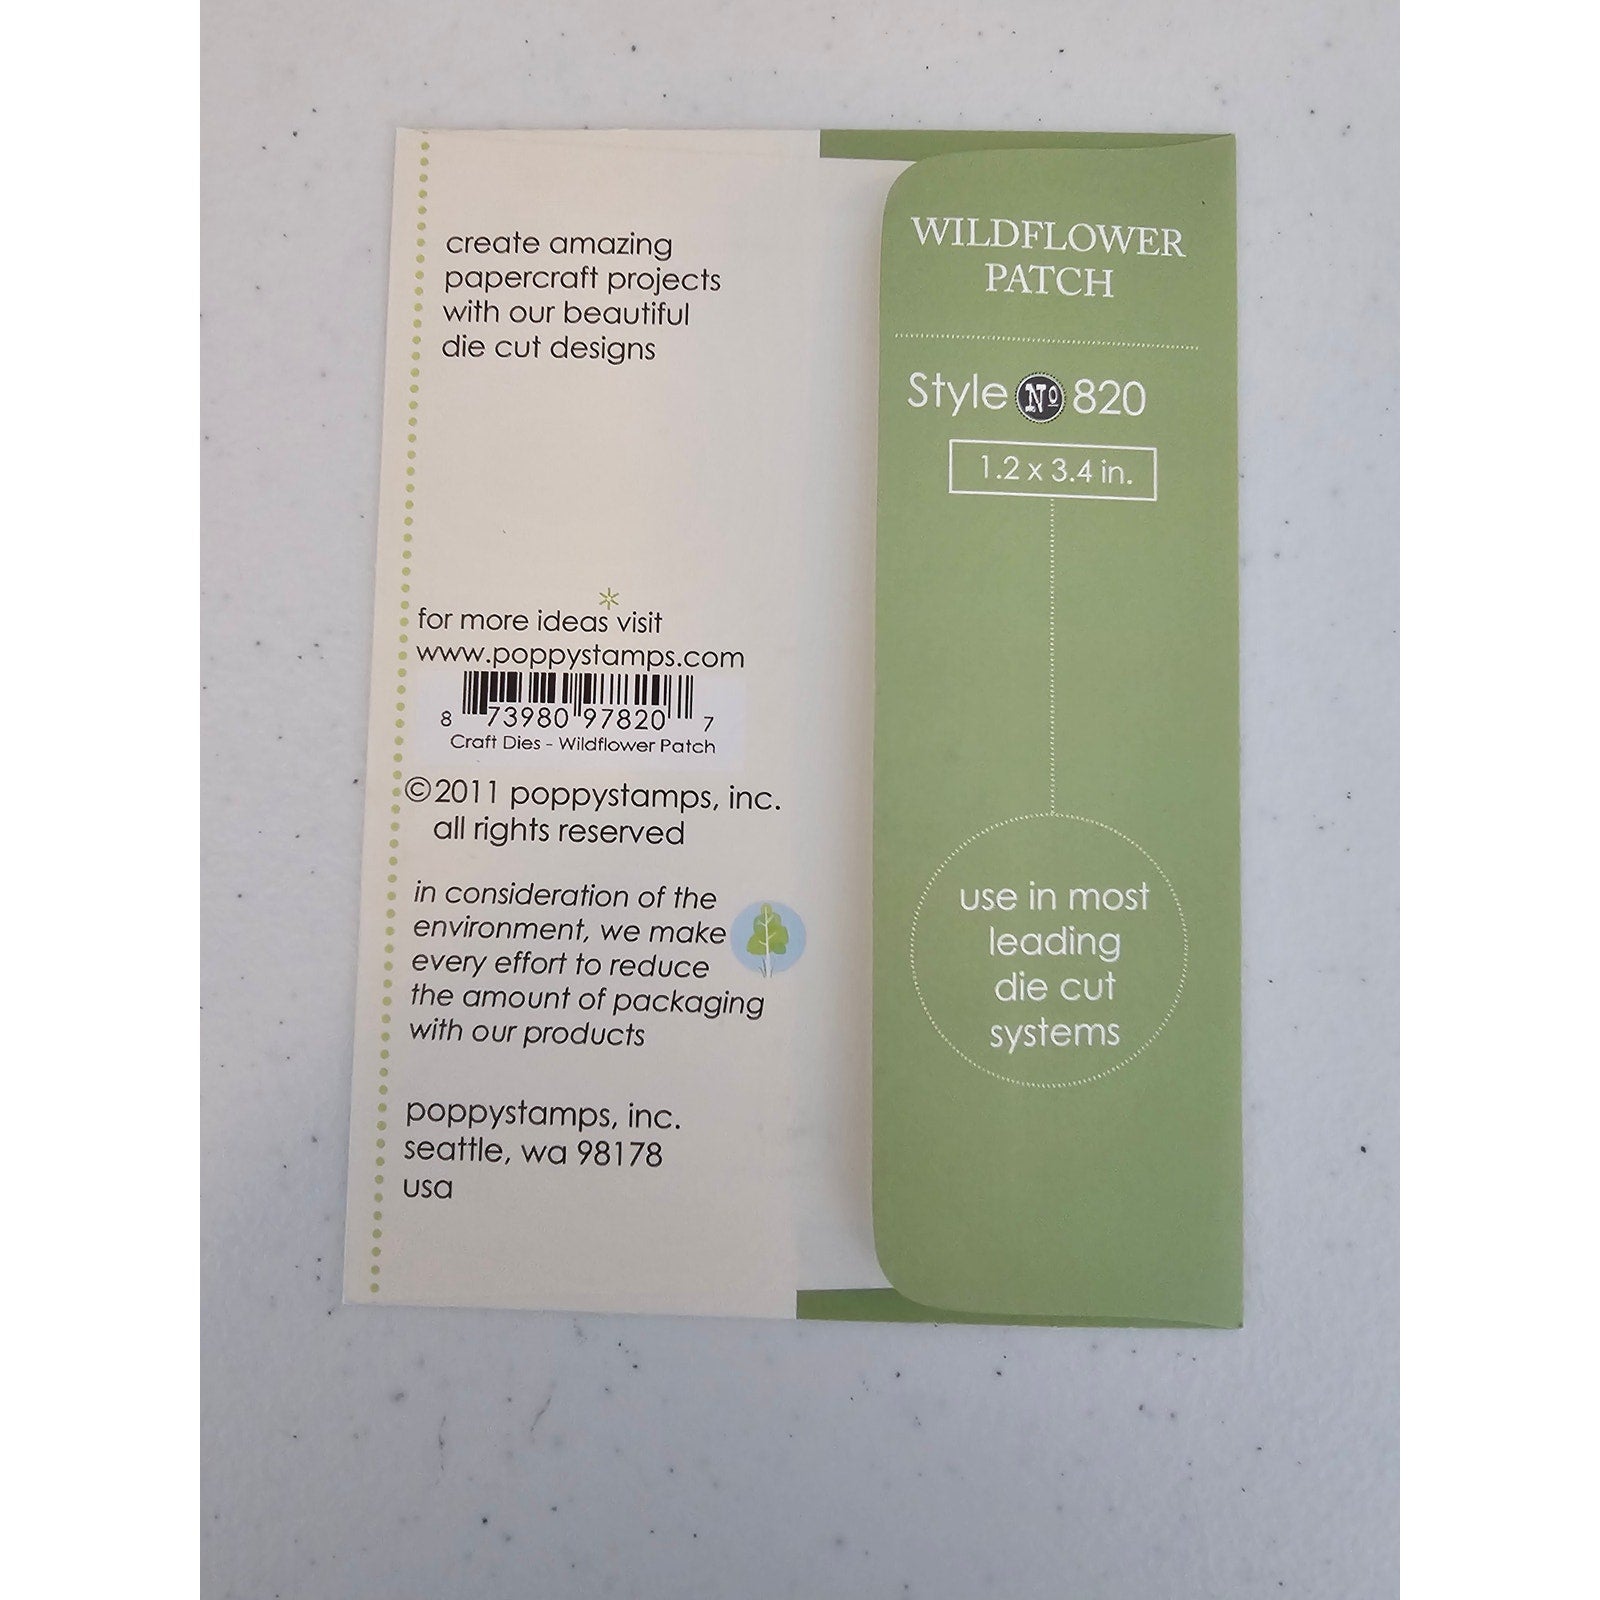 create amazing
papercraft projects
with our beautiful
die cut designs
for more ideas visit
www.poppystamps.com
8 73980 97820 7
Craft Dies - Wildflower Patch
©2011 poppystamps, inc.
all rights reserved
in consideration of the
environment, we make
every effort to reduce
the amount of packaging
with our products
poppystamps, inc.
seattle, wa 98178
usa
WILDFLOWER
PATCH
Style Nº 820
1.2 x 3.4 in.
use in most
leading
die cut
systems